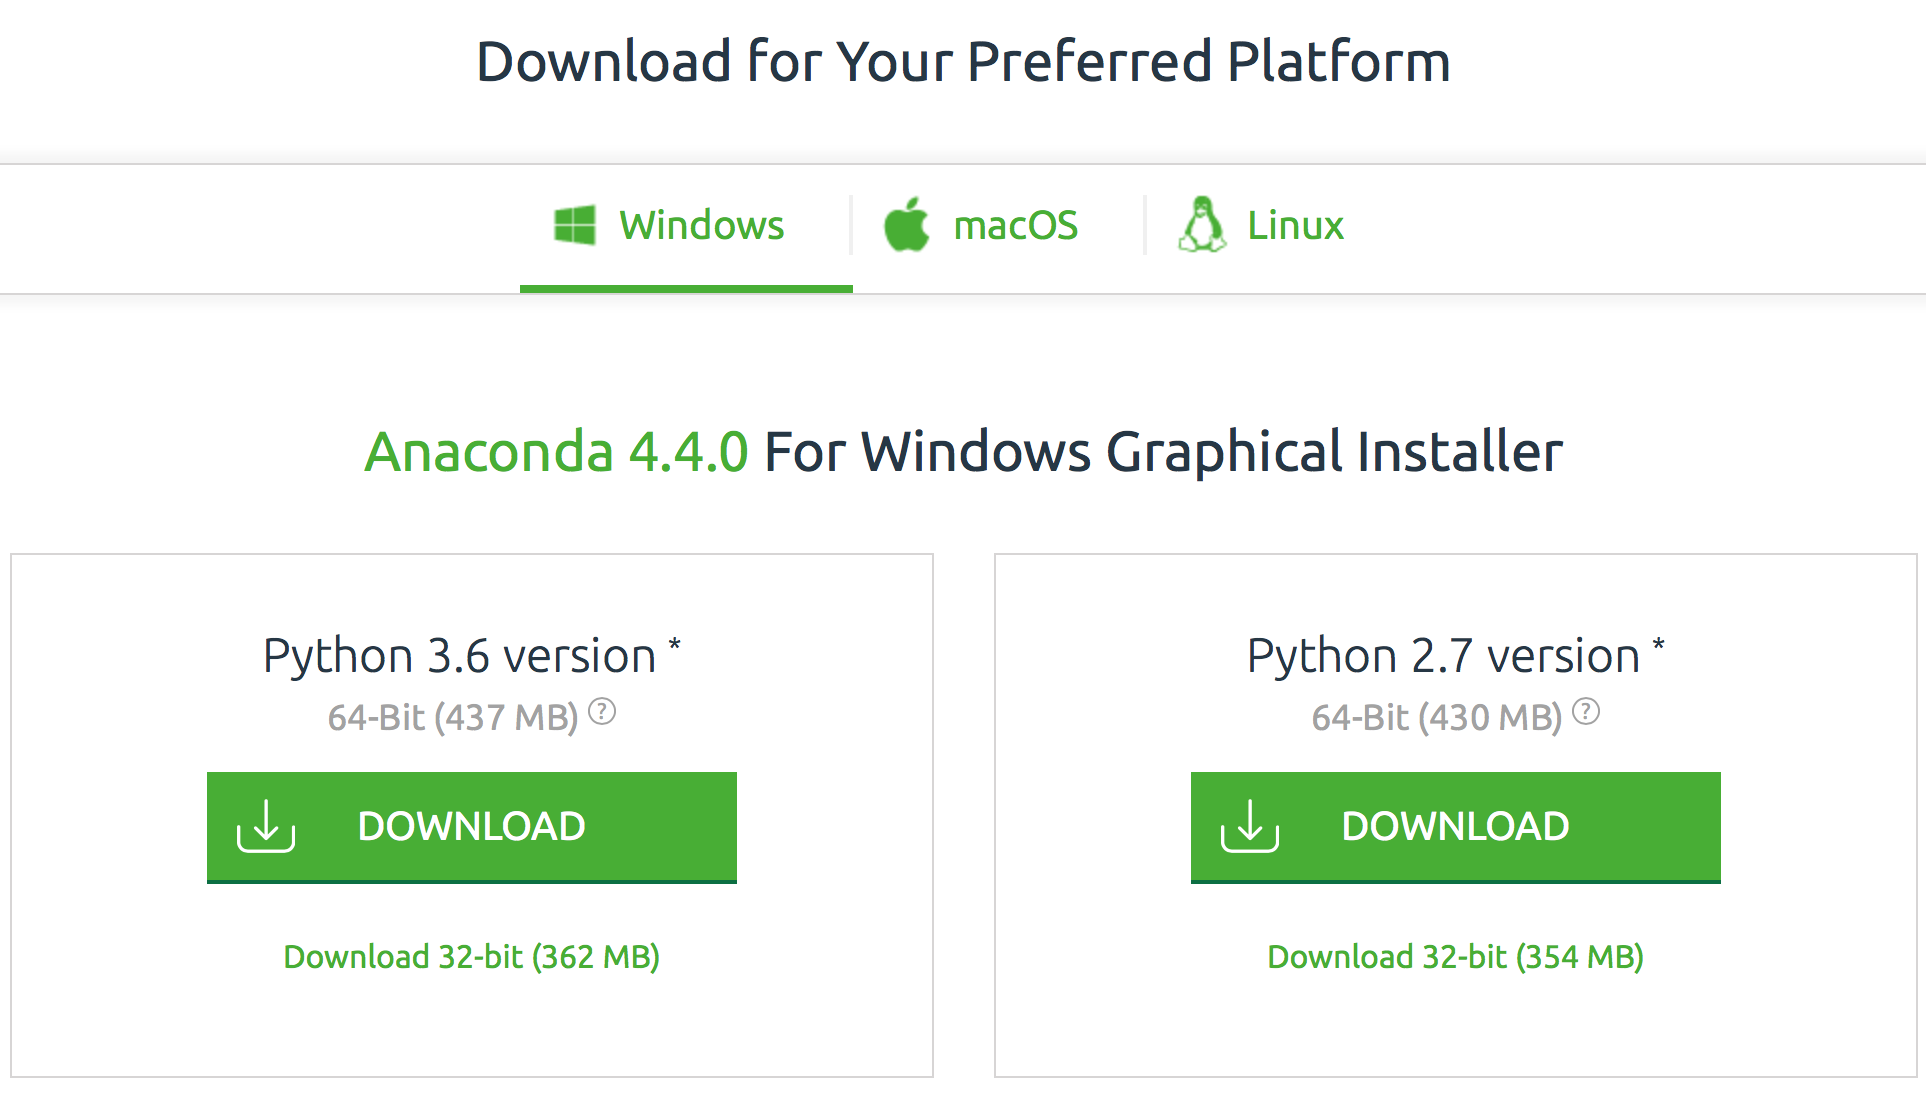 Download for Your Preferred Platform
Windows
macOS
Linux
Anaconda 4.4.0 For Windows Graphical Installer
Python 3.6 version *
64-Bit (437 MB) ?
DOWNLOAD
Download 32-bit (362 MB)
Python 2.7 version *
64-Bit (430 MB) ?
DOWNLOAD
Download 32-bit (354 MB)